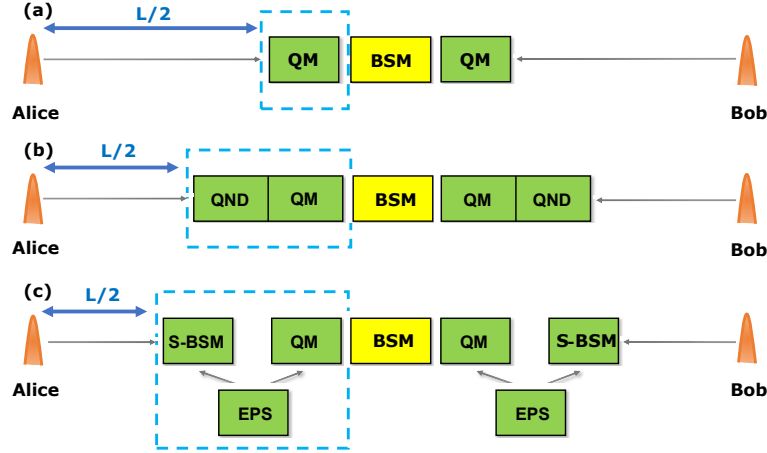 (a)
L/2
QM BSM QM
Alice Bob
(b)
L/2
QND QM BSM QM QND
Alice Bob
(c)
L/2
S-BSM QM BSM QM S-BSM
Alice Bob
EPS EPS